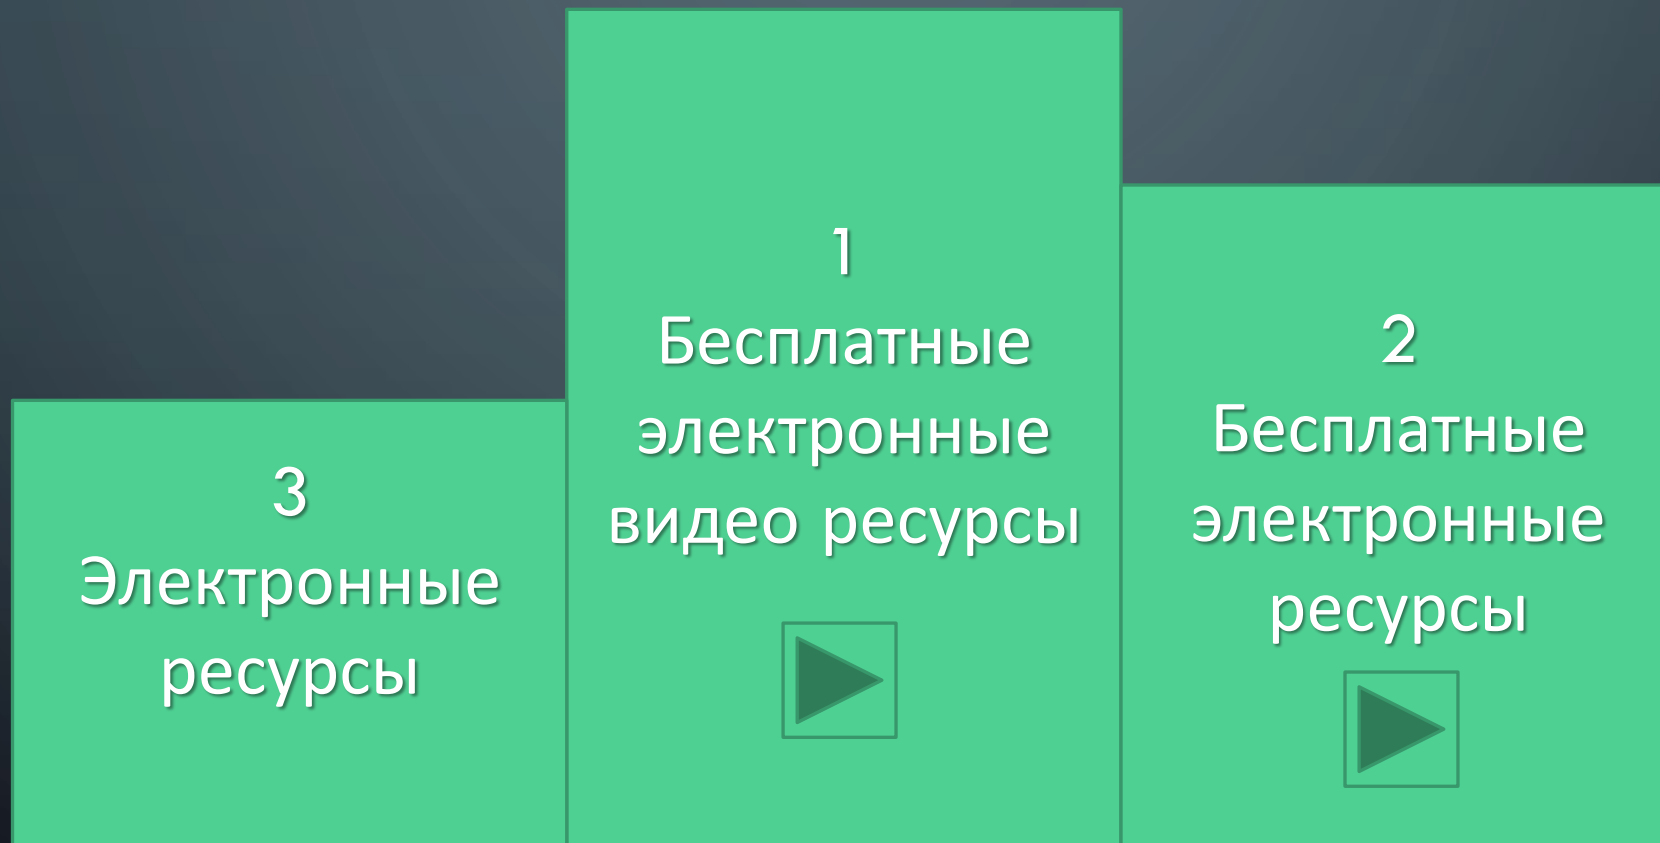 3
Электронные
ресурсы
1
Бесплатные
электронные
видео ресурсы
2
Бесплатные
электронные
ресурсы